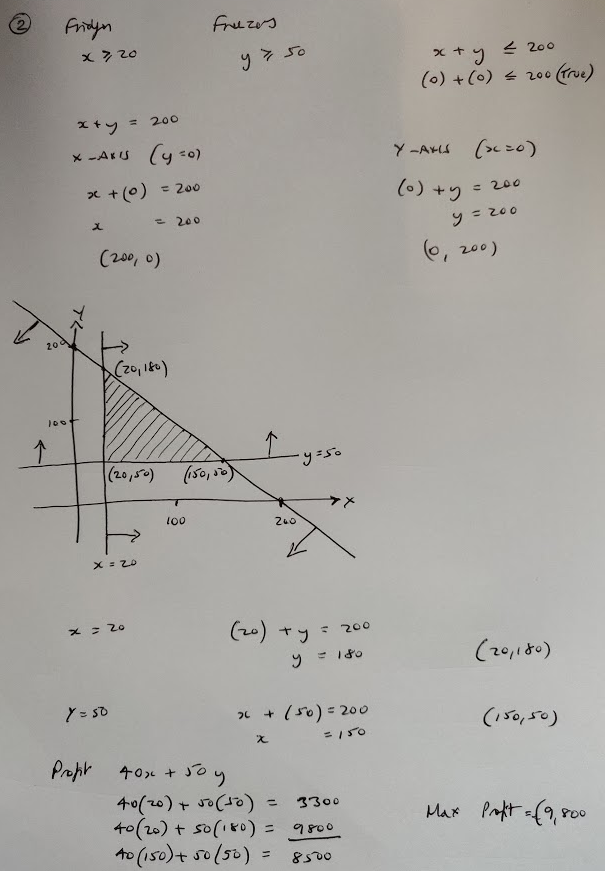 ② Fridges Freezers
x ≥ 20 y ≥ 50 x + y ≤ 200
(0) + (0) ≤ 200 (True)
x + y = 200
x-AXIS (y=0) Y-AXIS (x=0)
x + (0) = 200 (0) + y = 200
x = 200 y = 200
(200, 0) (0, 200)
Y
200
(20, 180)
100
y = 50
(20, 50) (150, 50)
X
100 200
x = 20
x = 20 (20) + y = 200
y = 180 (20, 180)
Y = 50 x + (50) = 200 (150, 50)
x = 150
Profit 40x + 50y
40(20) + 50(50) = 3300
40(20) + 50(180) = 9800 Max Profit = £9,800
40(150) + 50(50) = 8500